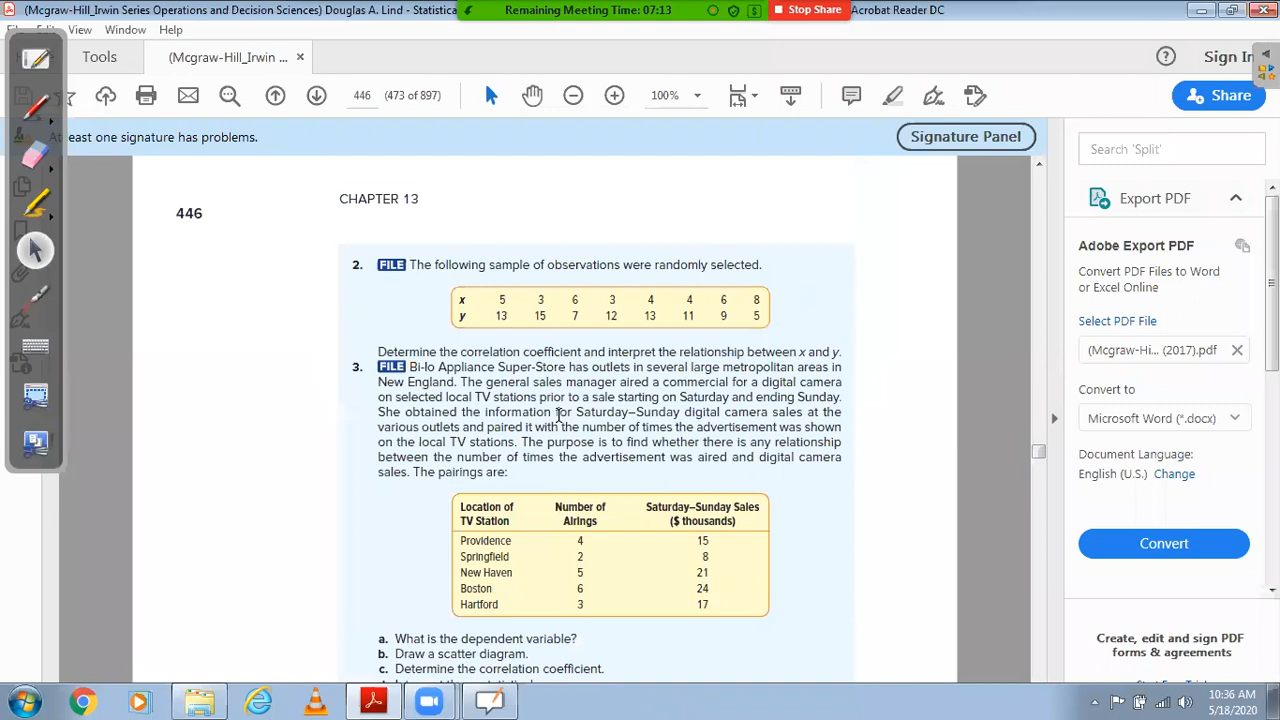 (Mcgraw-Hill_Irwin Series Operations and Decision Sciences) Douglas A. Lind - Statistica
Remaining Meeting Time: 07:13
Stop Share
Acrobat Reader DC
View Window Help
Tools
(Mcgraw-Hill_Irwin ...
Sign In
446 (473 of 897)
100%
Share
At least one signature has problems.
Signature Panel
446
CHAPTER 13
2. FILE The following sample of observations were randomly selected.
x 5 3 6 3 4 4 6 8
y 13 15 7 12 13 11 9 5
Determine the correlation coefficient and interpret the relationship between x and y.
3. FILE Bi-lo Appliance Super-Store has outlets in several large metropolitan areas in
New England. The general sales manager aired a commercial for a digital camera
on selected local TV stations prior to a sale starting on Saturday and ending Sunday.
She obtained the information for Saturday–Sunday digital camera sales at the
various outlets and paired it with the number of times the advertisement was shown
on the local TV stations. The purpose is to find whether there is any relationship
between the number of times the advertisement was aired and digital camera
sales. The pairings are:
Location of Number of Saturday–Sunday Sales
TV Station Airings ($ thousands)
Providence 4 15
Springfield 2 8
New Haven 5 21
Boston 6 24
Hartford 3 17
a. What is the dependent variable?
b. Draw a scatter diagram.
c. Determine the correlation coefficient.
Search 'Split'
Export PDF
Adobe Export PDF
Convert PDF Files to Word
or Excel Online
Select PDF File
(Mcgraw-Hi... (2017).pdf
Convert to
Microsoft Word (*.docx)
Document Language:
English (U.S.) Change
Convert
Create, edit and sign PDF
forms & agreements
10:36 AM
5/18/2020